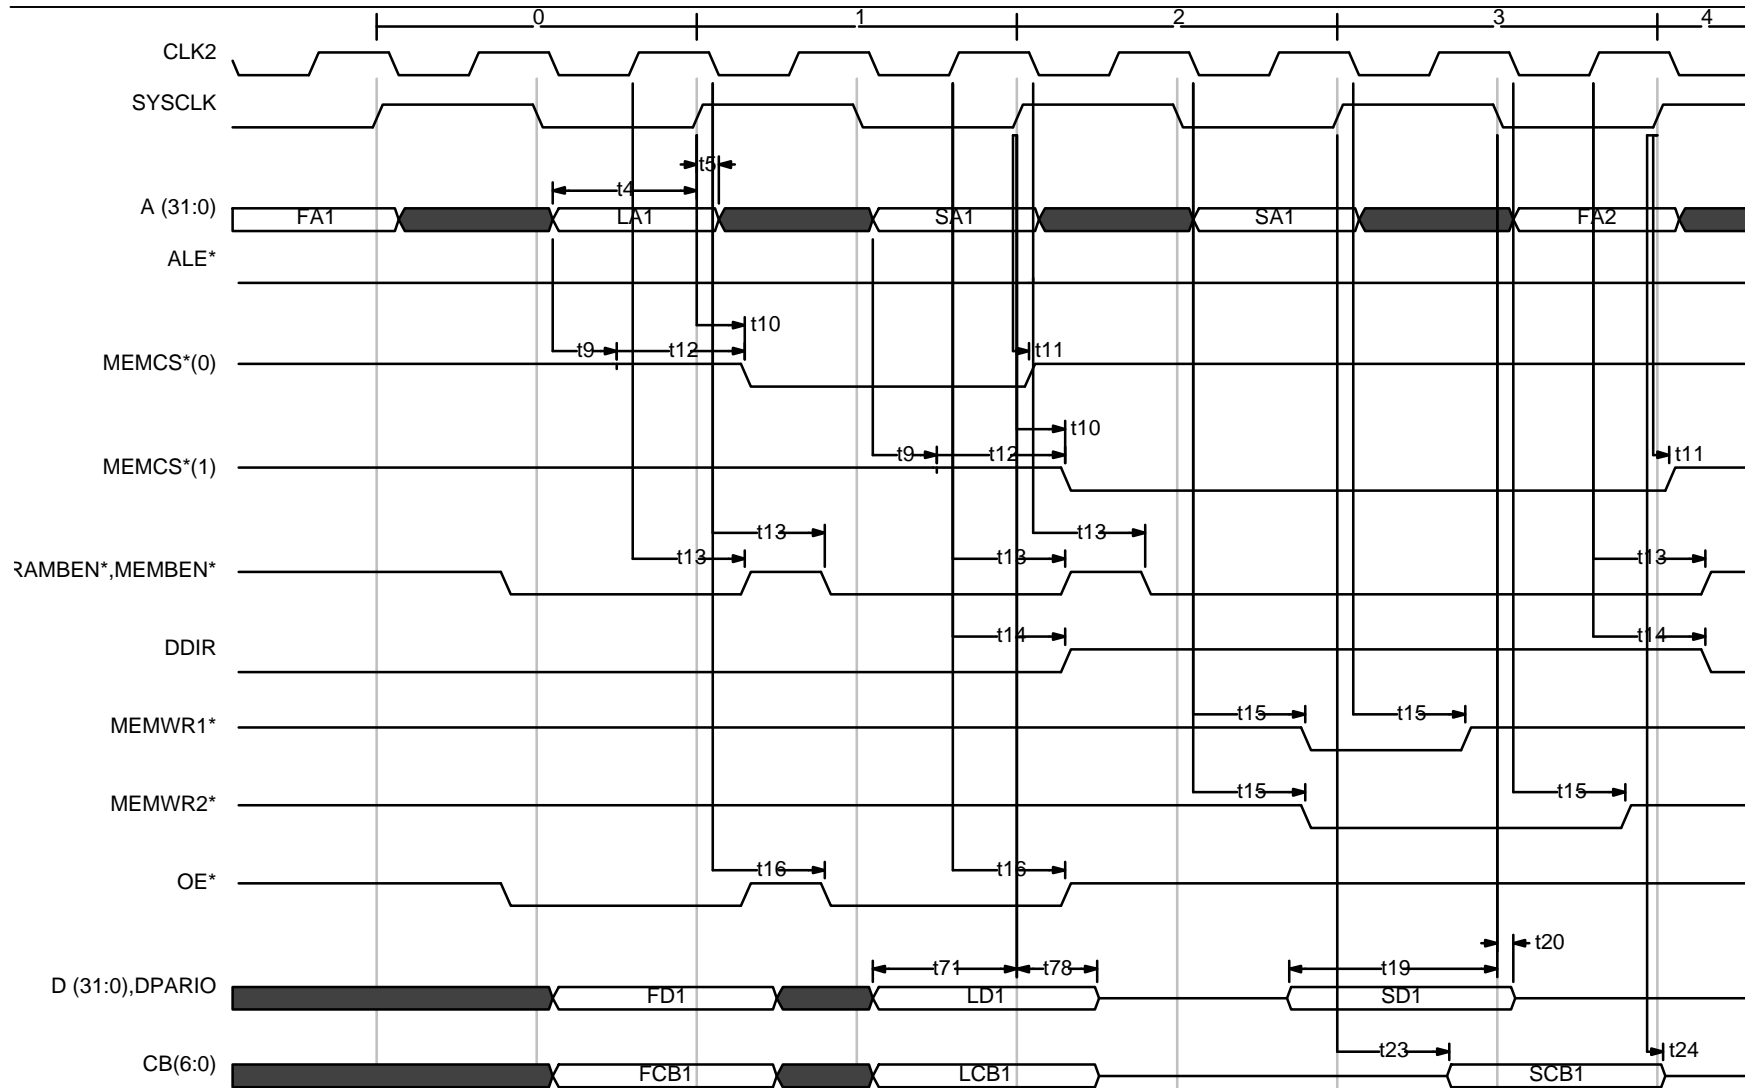 0 1 2 3 4
CLK2
SYSCLK
t5
t4
A (31:0) FA1 LA1 SA1 SA1 FA2
ALE*
t10
t9 t12 t11
MEMCS*(0)
t10
t9 t12 t11
MEMCS*(1)
t13 t13
t13 t13 t13
RAMBEN*,MEMBEN*
t14 t14
DDIR
t15 t15
MEMWR1*
t15 t15
MEMWR2*
t16 t16
OE*
t20
t71 t78 t19
D (31:0),DPARIO FD1 LD1 SD1
t23 t24
CB(6:0) FCB1 LCB1 SCB1